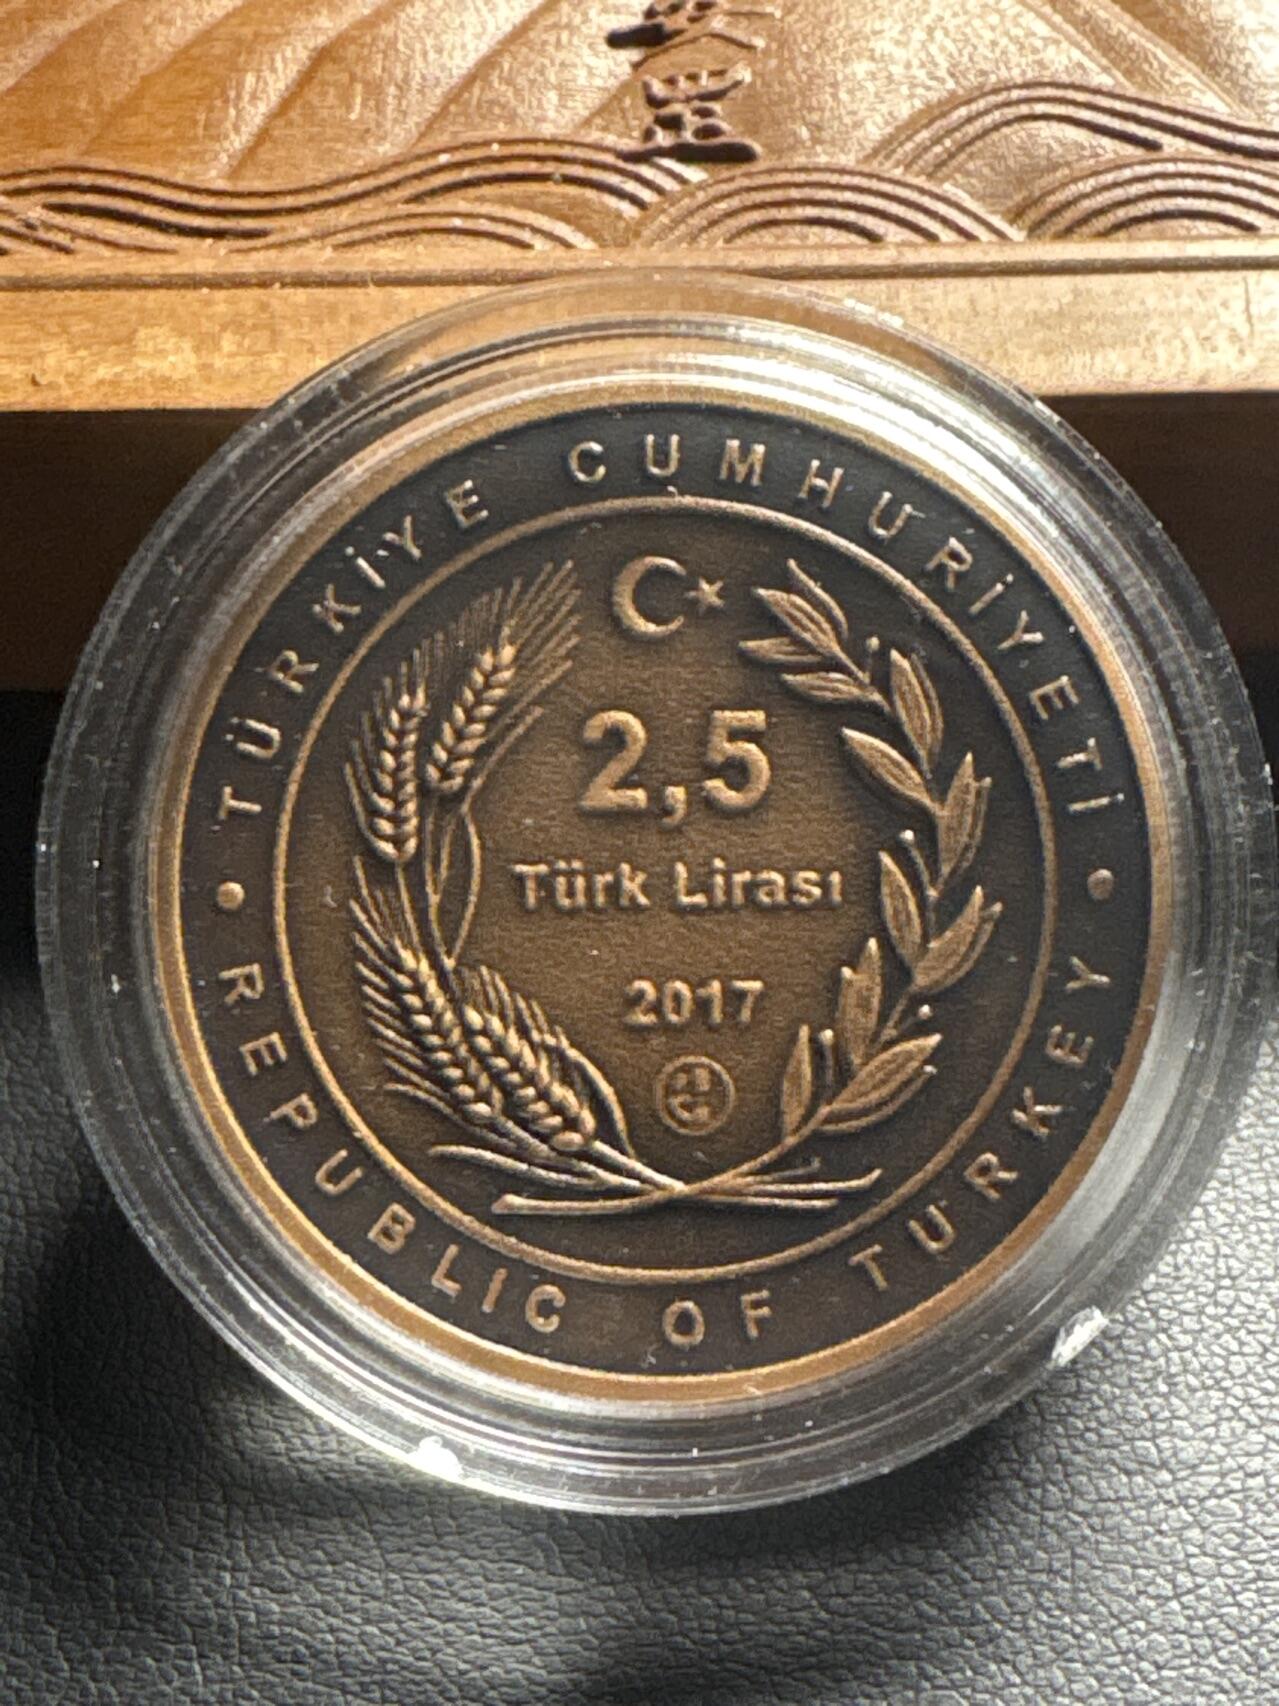 TÜRKİYE CUMHURİYETİ
2,5
Türk Lirası
2017
REPUBLIC OF TURKEY